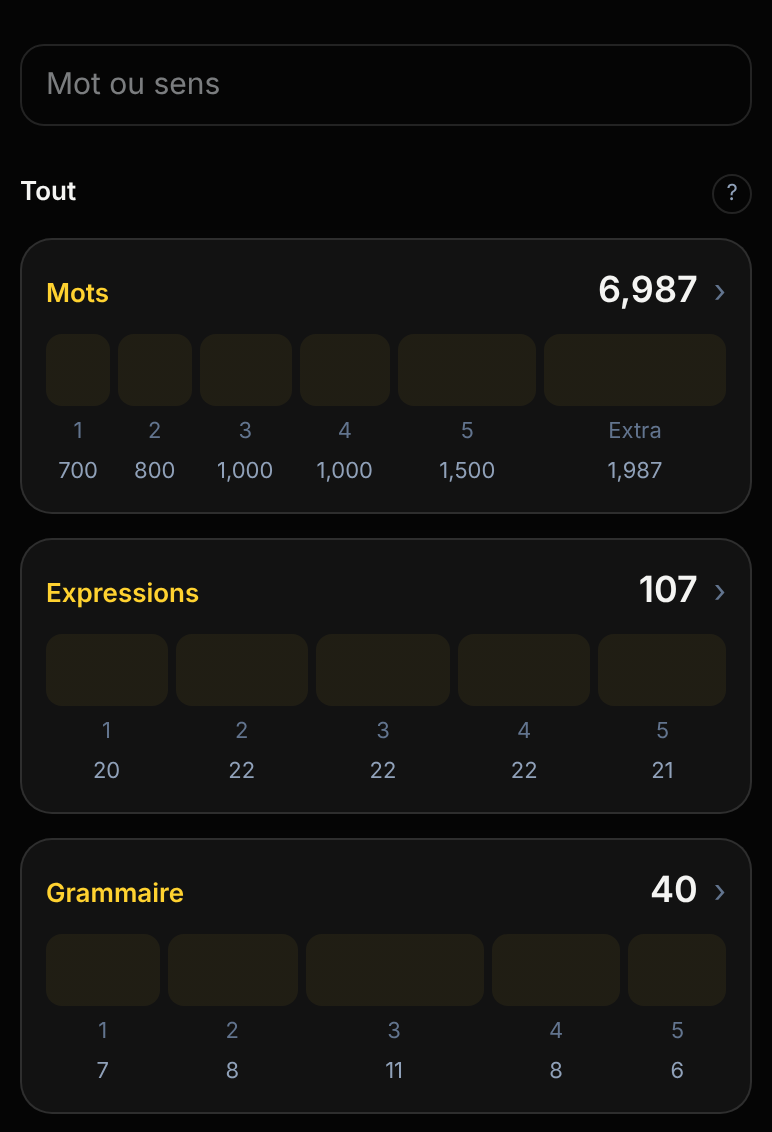 Mot ou sens
Tout ?
Mots 6,987 ›
1 2 3 4 5 Extra
700 800 1,000 1,000 1,500 1,987
Expressions 107 ›
1 2 3 4 5
20 22 22 22 21
Grammaire 40 ›
1 2 3 4 5
7 8 11 8 6